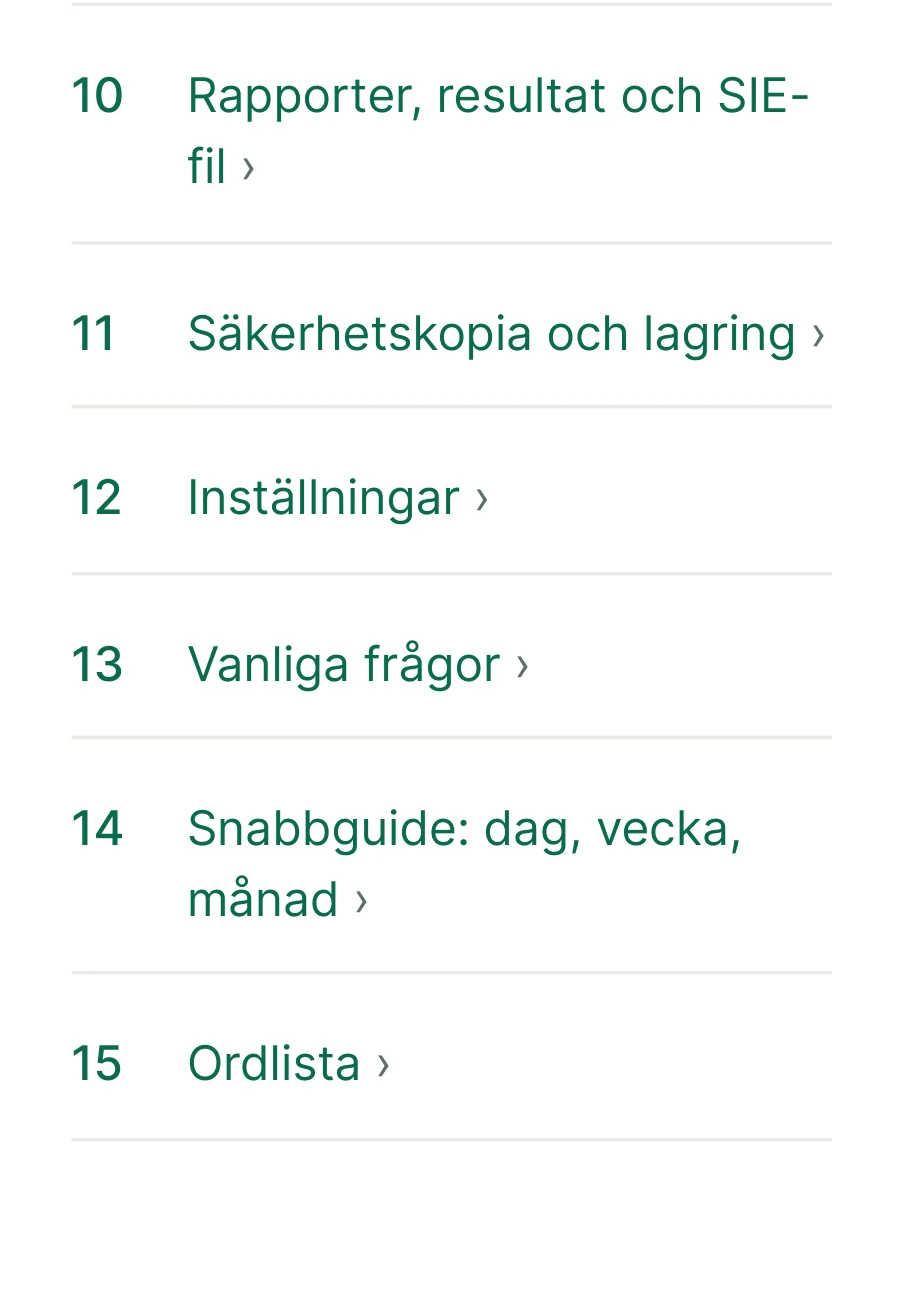 10 Rapporter, resultat och SIE-
fil ›
11 Säkerhetskopia och lagring ›
12 Inställningar ›
13 Vanliga frågor ›
14 Snabbguide: dag, vecka,
månad ›
15 Ordlista ›